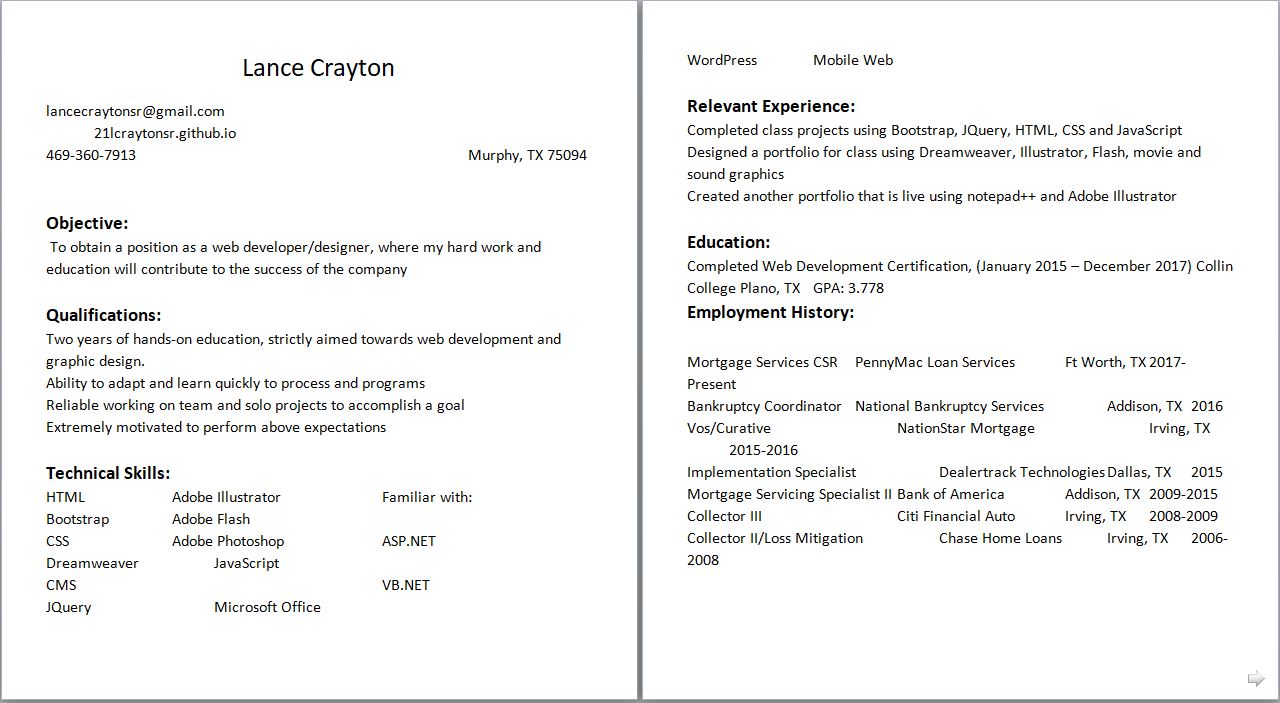 Lance Crayton
lancecraytonsr@gmail.com
21lcraytonsr.github.io
469-360-7913 Murphy, TX 75094
Objective:
To obtain a position as a web developer/designer, where my hard work and
education will contribute to the success of the company
Qualifications:
Two years of hands-on education, strictly aimed towards web development and
graphic design.
Ability to adapt and learn quickly to process and programs
Reliable working on team and solo projects to accomplish a goal
Extremely motivated to perform above expectations
Technical Skills:
HTML Adobe Illustrator Familiar with:
Bootstrap Adobe Flash
CSS Adobe Photoshop ASP.NET
Dreamweaver JavaScript
CMS VB.NET
JQuery Microsoft Office
WordPress Mobile Web
Relevant Experience:
Completed class projects using Bootstrap, JQuery, HTML, CSS and JavaScript
Designed a portfolio for class using Dreamweaver, Illustrator, Flash, movie and
sound graphics
Created another portfolio that is live using notepad++ and Adobe Illustrator
Education:
Completed Web Development Certification, (January 2015 – December 2017) Collin
College Plano, TX GPA: 3.778
Employment History:
Mortgage Services CSR PennyMac Loan Services Ft Worth, TX 2017-
Present
Bankruptcy Coordinator National Bankruptcy Services Addison, TX 2016
Vos/Curative NationStar Mortgage Irving, TX
2015-2016
Implementation Specialist Dealertrack Technologies Dallas, TX 2015
Mortgage Servicing Specialist II Bank of America Addison, TX 2009-2015
Collector III Citi Financial Auto Irving, TX 2008-2009
Collector II/Loss Mitigation Chase Home Loans Irving, TX 2006-
2008